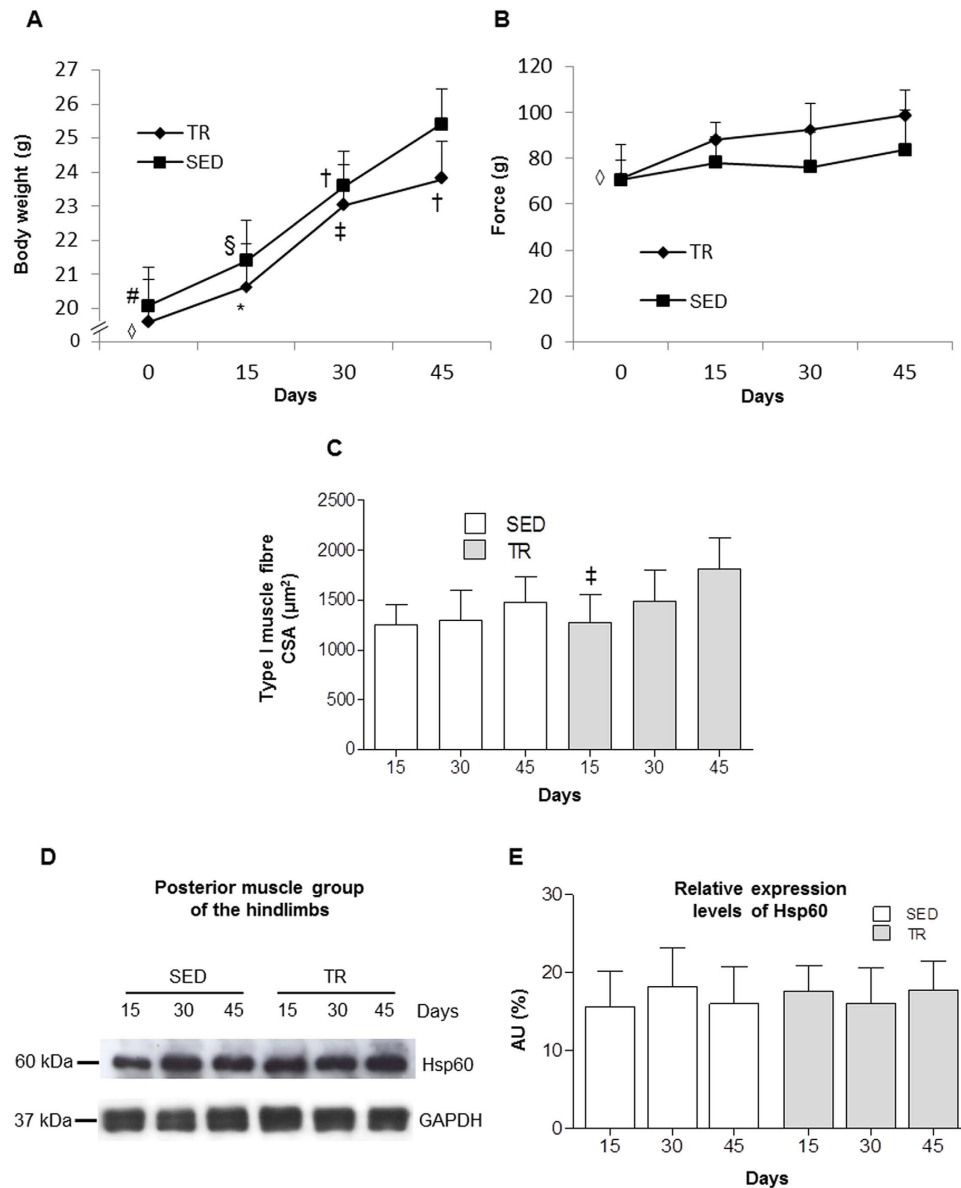 A
Body weight (g)
27
26
25
24
23
22
21
20
0
TR
SED
#
◊
§
*
†
‡
†
0 15 30 45
Days
B
Force (g)
120
100
80
60
40
20
0
◊
TR
SED
0 15 30 45
Days
C
Type I muscle fibre
CSA (µm²)
2500
2000
1500
1000
500
0
SED
TR
‡
15 30 45 15 30 45
Days
D
Posterior muscle group
of the hindlimbs
SED TR
15 30 45 15 30 45 Days
60 kDa Hsp60
37 kDa GAPDH
E
Relative expression
levels of Hsp60
SED
TR
AU (%)
30
20
10
0
15 30 45 15 30 45
Days